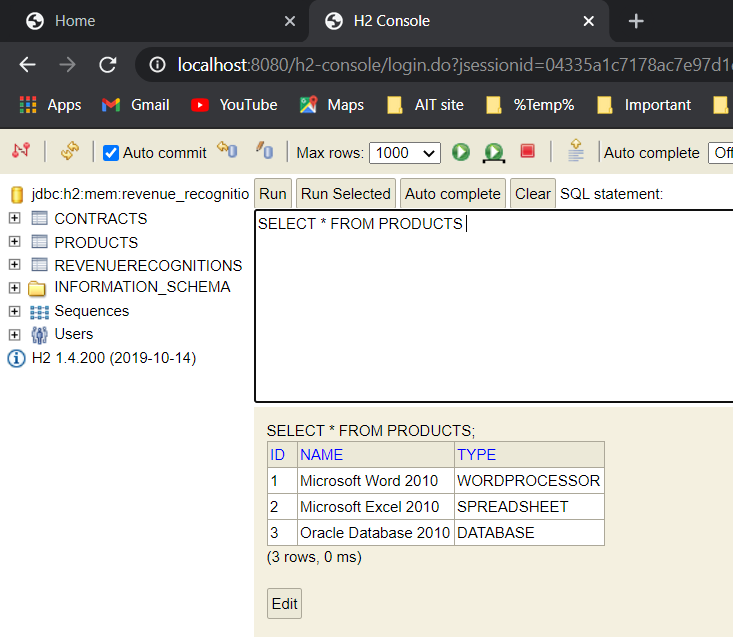 Home
H2 Console
localhost:8080/h2-console/login.do?jsessionid=04335a1c7178ac7e97d1
Apps Gmail YouTube Maps AIT site %Temp% Important
Auto commit Max rows: 1000 Auto complete Off
jdbc:h2:mem:revenue_recognitio
CONTRACTS
PRODUCTS
REVENUERECOGNITIONS
INFORMATION_SCHEMA
Sequences
Users
H2 1.4.200 (2019-10-14)
Run Run Selected Auto complete Clear SQL statement:
SELECT * FROM PRODUCTS
SELECT * FROM PRODUCTS;
ID NAME TYPE
1 Microsoft Word 2010 WORDPROCESSOR
2 Microsoft Excel 2010 SPREADSHEET
3 Oracle Database 2010 DATABASE
(3 rows, 0 ms)
Edit